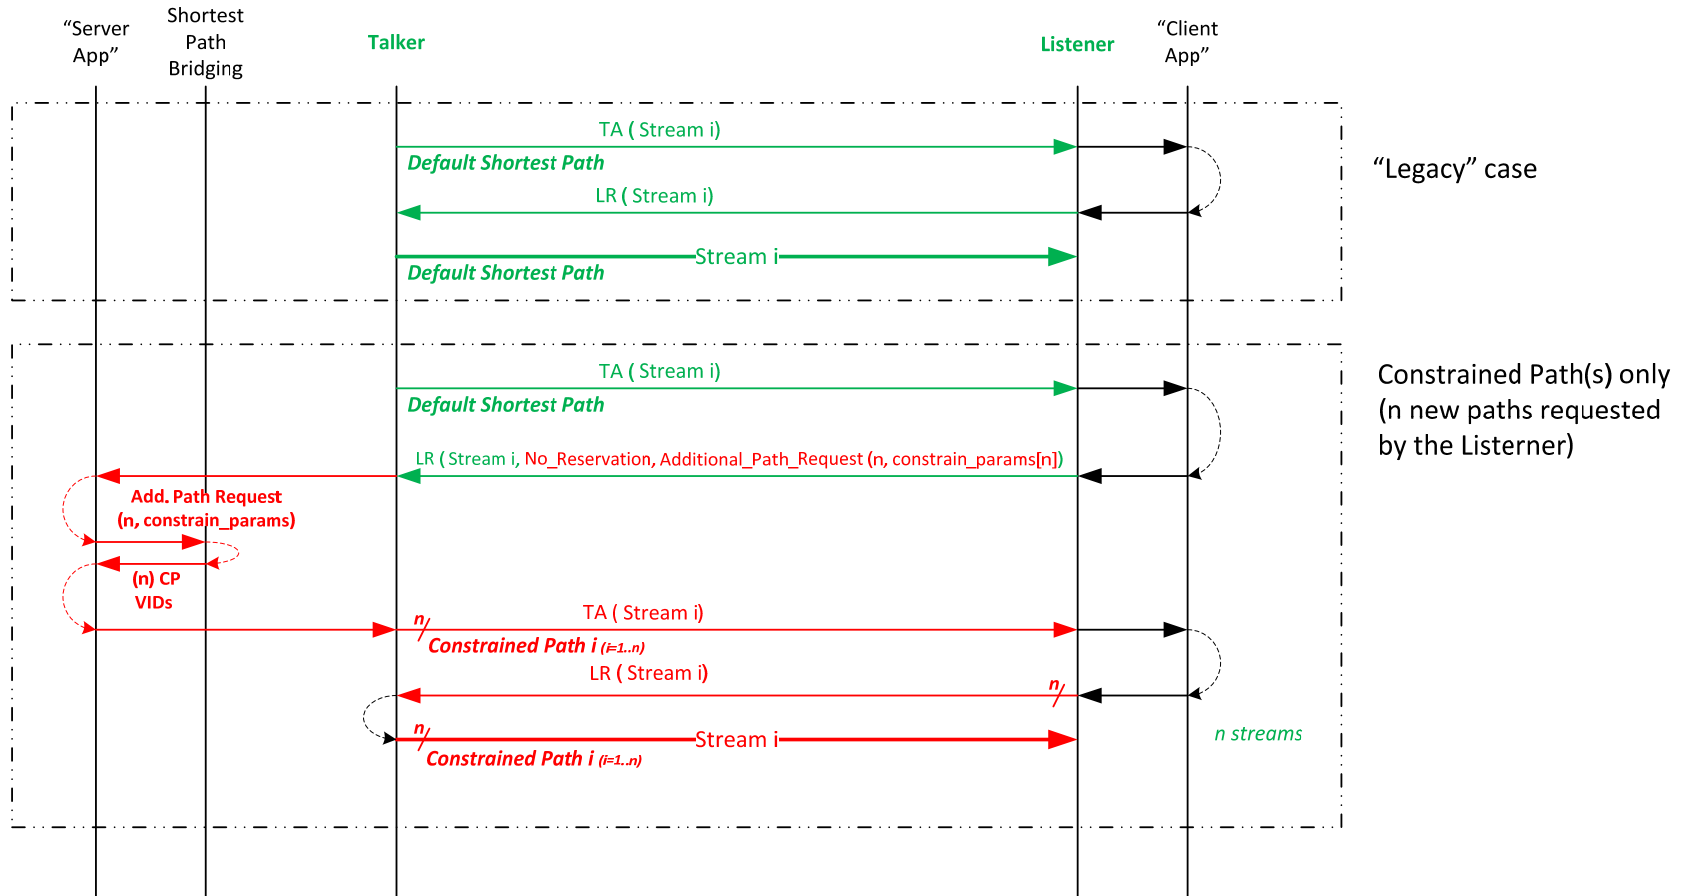 “Server
App”
Shortest
Path
Bridging
Talker
Listener
“Client
App”
TA ( Stream i)
Default Shortest Path
LR ( Stream i)
Stream i
Default Shortest Path
“Legacy” case
TA ( Stream i)
Default Shortest Path
Constrained Path(s) only
(n new paths requested
by the Listerner)
LR ( Stream i, No_Reservation, Additional_Path_Request (n, constrain_params[n])
Add. Path Request
(n, constrain_params)
(n) CP
VIDs
TA ( Stream i)
n
Constrained Path i (i=1..n)
LR ( Stream i)
n
n
Stream i
Constrained Path i (i=1..n)
n streams